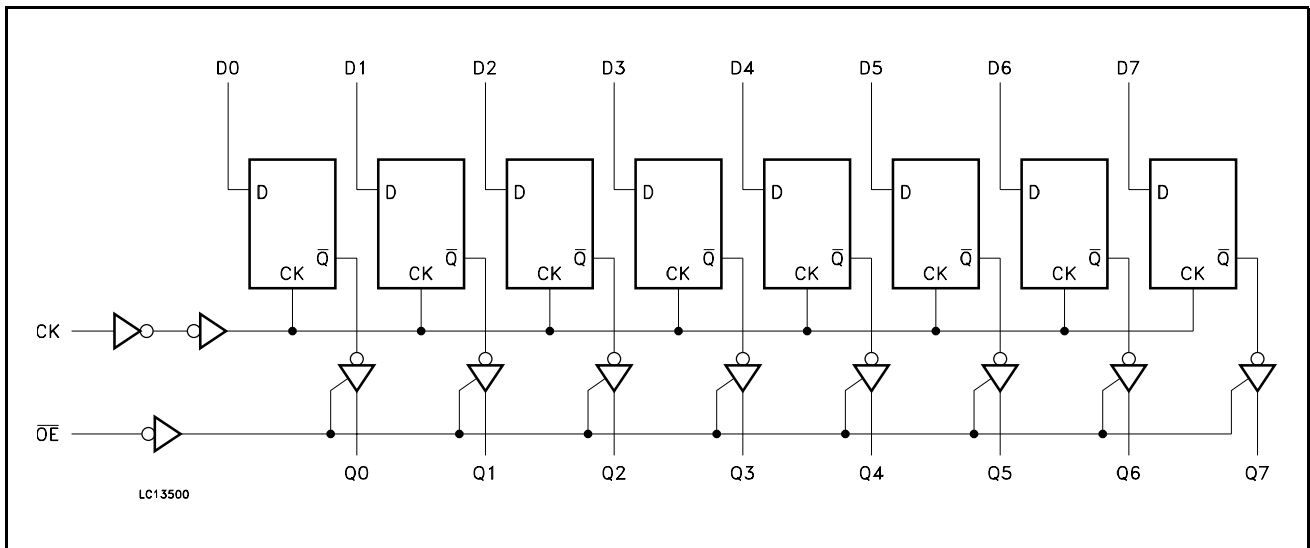 D0 D1 D2 D3 D4 D5 D6 D7
D D D D D D D D
Q̅ Q̅ Q̅ Q̅ Q̅ Q̅ Q̅ Q̅
CK CK CK CK CK CK CK CK
CK
O̅E̅
Q0 Q1 Q2 Q3 Q4 Q5 Q6 Q7
LC13500